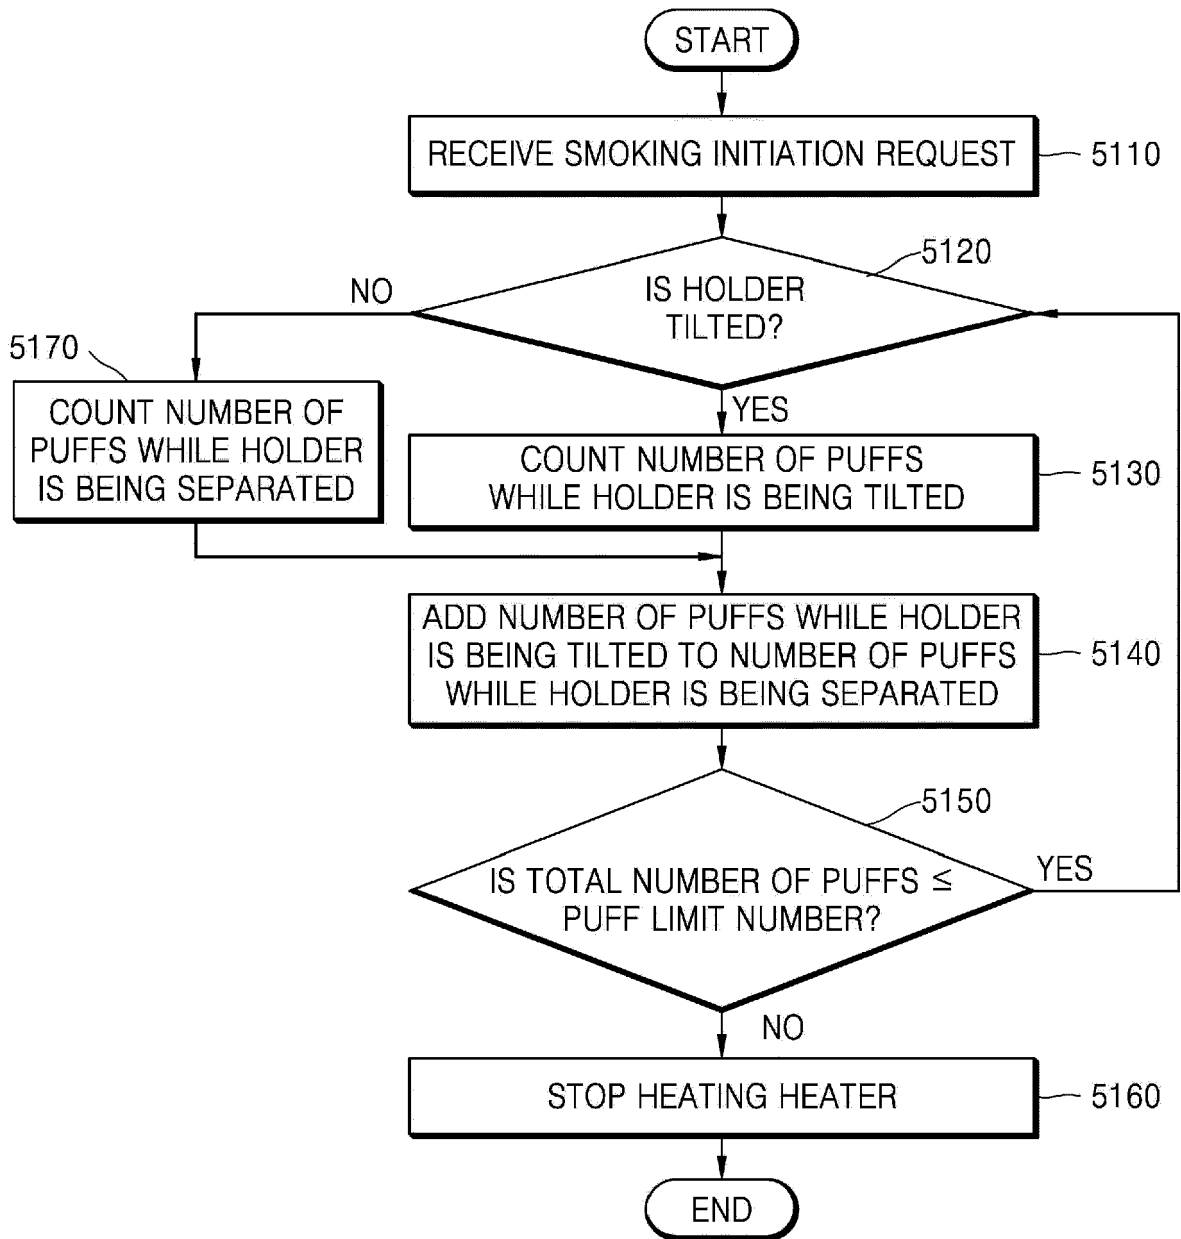 START
RECEIVE SMOKING INITIATION REQUEST
5110
5120
IS HOLDER
TILTED?
NO
5170
COUNT NUMBER OF
PUFFS WHILE HOLDER
IS BEING SEPARATED
YES
COUNT NUMBER OF PUFFS
WHILE HOLDER IS BEING TILTED
5130
ADD NUMBER OF PUFFS WHILE HOLDER
IS BEING TILTED TO NUMBER OF PUFFS
WHILE HOLDER IS BEING SEPARATED
5140
5150
IS TOTAL NUMBER OF PUFFS ≦
PUFF LIMIT NUMBER?
YES
NO
STOP HEATING HEATER
5160
END